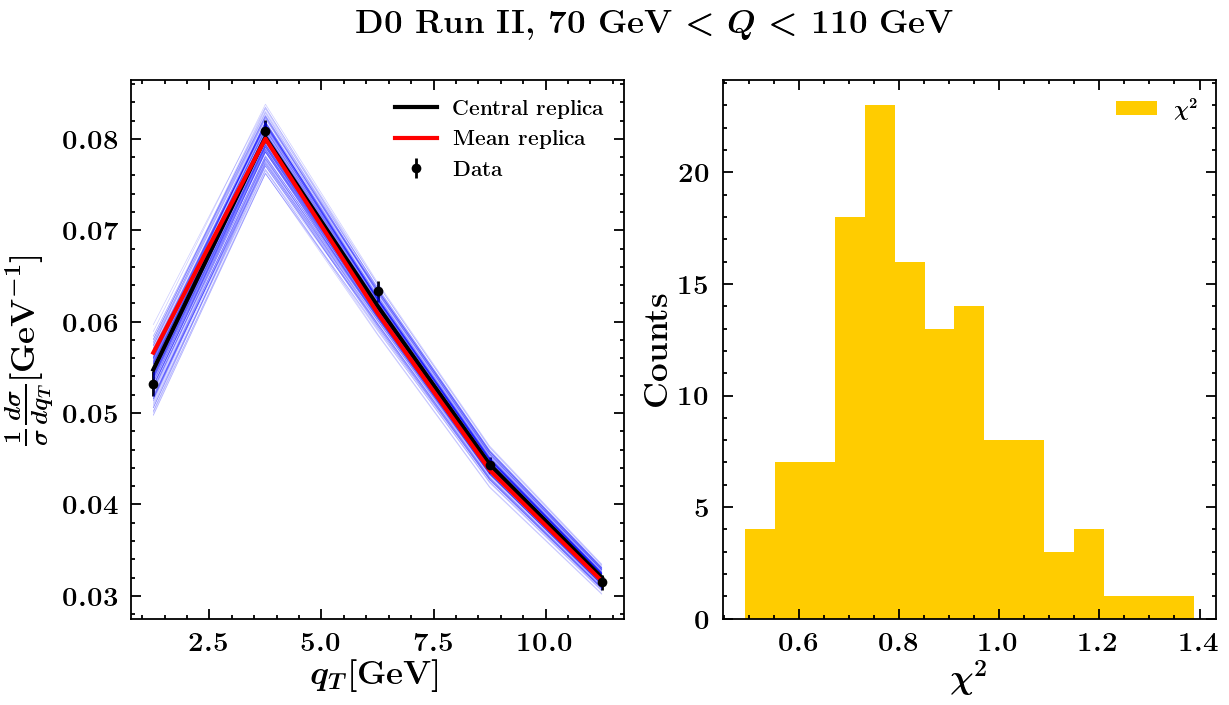 D0 Run II, 70 GeV < Q < 110 GeV
Central replica
Mean replica
Data
0.08
0.07
0.06
0.05
0.04
0.03
1/σ dσ/dq_T [GeV⁻¹]
2.5 5.0 7.5 10.0
q_T[GeV]
χ²
20
15
10
5
0
Counts
0.6 0.8 1.0 1.2 1.4
χ²